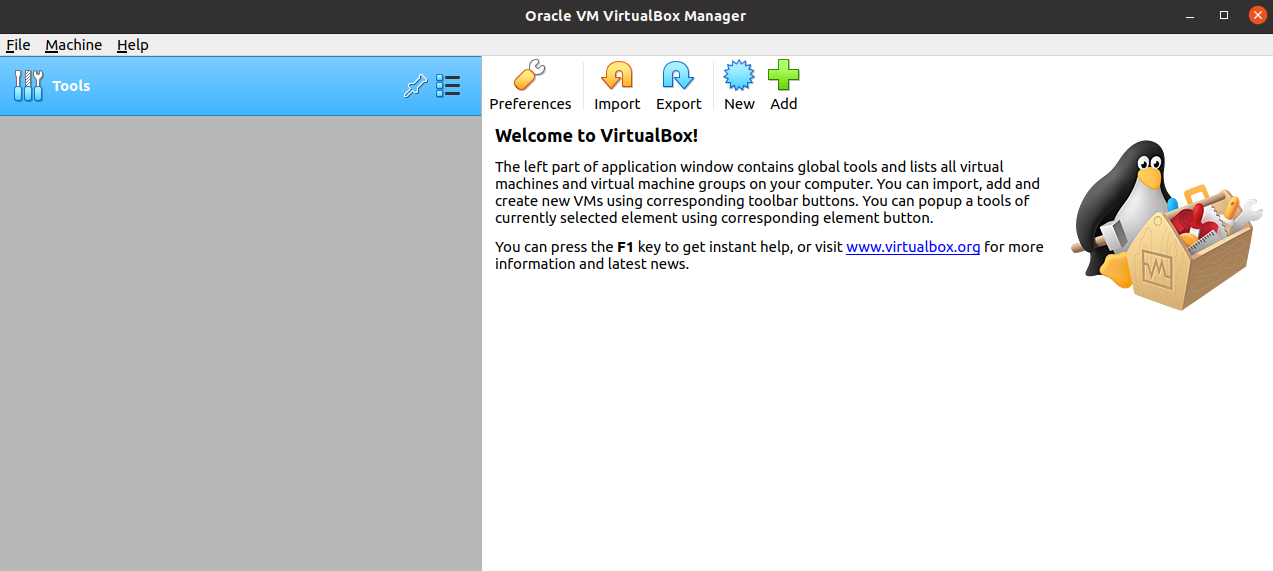 Oracle VM VirtualBox Manager
File Machine Help
Tools
Preferences Import Export New Add
Welcome to VirtualBox!
The left part of application window contains global tools and lists all virtual
machines and virtual machine groups on your computer. You can import, add and
create new VMs using corresponding toolbar buttons. You can popup a tools of
currently selected element using corresponding element button.
You can press the F1 key to get instant help, or visit www.virtualbox.org for more
information and latest news.